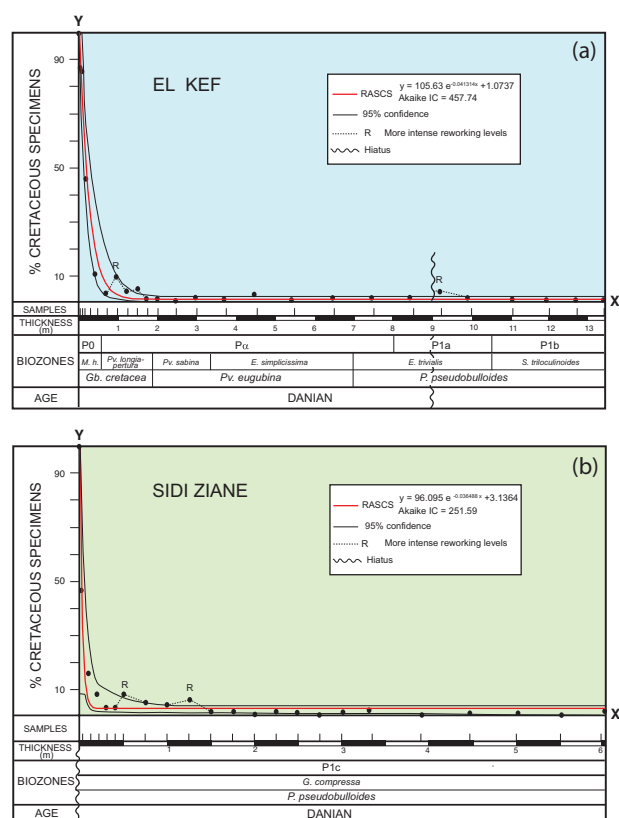 Y
(a)
EL KEF
% CRETACEOUS SPECIMENS
90
50
10
RASCS y = 105.63 e^-0.041314x +1.0737
Akaike IC = 457.74
95% confidence
R More intense reworking levels
Hiatus
R
R
X
SAMPLES
THICKNESS (m) 1 2 3 4 5 6 7 8 9 10 11 12 13
BIOZONES
P0 Pα P1a P1b
M. h. Pv. longiapertura Pv. sabina E. simplicissima E. trivialis S. triloculinoides
Gb. cretacea Pv. eugubina P. pseudobulloides
AGE DANIAN
Y
(b)
SIDI ZIANE
% CRETACEOUS SPECIMENS
90
50
10
RASCS y = 96.095 e^-0.036488 x +3.1364
Akaike IC = 251.59
95% confidence
R More intense reworking levels
Hiatus
R
R
X
SAMPLES
THICKNESS (m) 1 2 3 4 5 6
BIOZONES
P1c
G. compressa
P. pseudobulloides
AGE DANIAN